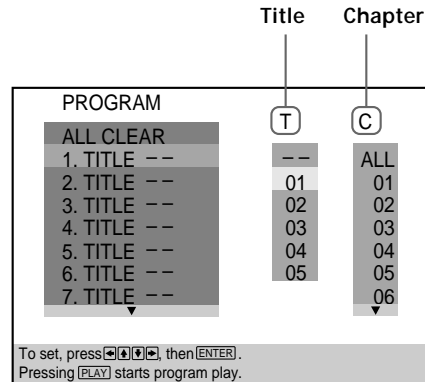 Title Chapter
PROGRAM
T C
ALL CLEAR
1. TITLE – – – – ALL
2. TITLE – – 01 01
3. TITLE – – 02 02
4. TITLE – – 03 03
5. TITLE – – 04 04
6. TITLE – – 05 05
7. TITLE – – 06
To set, press ←↑↓→, then ENTER.
Pressing PLAY starts program play.